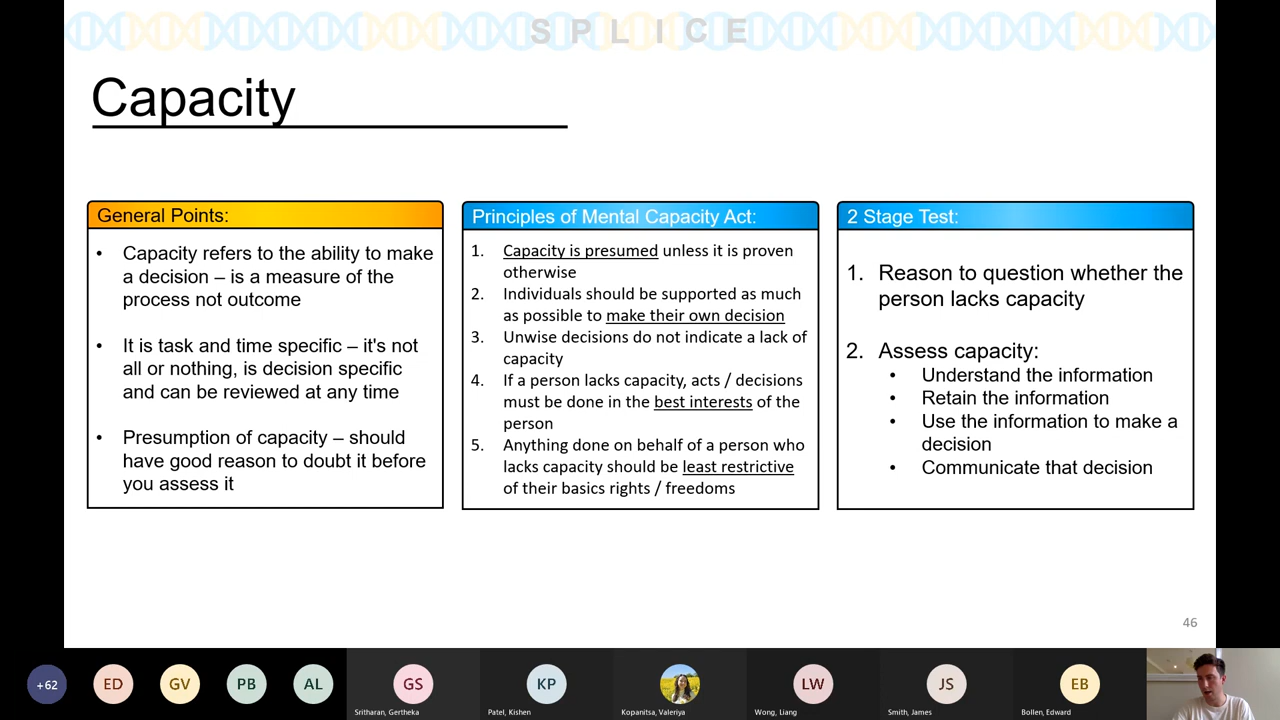 SPLICE
Capacity
General Points:
• Capacity refers to the ability to make
a decision – is a measure of the
process not outcome
• It is task and time specific – it's not
all or nothing, is decision specific
and can be reviewed at any time
• Presumption of capacity – should
have good reason to doubt it before
you assess it
Principles of Mental Capacity Act:
1. Capacity is presumed unless it is proven
otherwise
2. Individuals should be supported as much
as possible to make their own decision
3. Unwise decisions do not indicate a lack of
capacity
4. If a person lacks capacity, acts / decisions
must be done in the best interests of the
person
5. Anything done on behalf of a person who
lacks capacity should be least restrictive
of their basics rights / freedoms
2 Stage Test:
1. Reason to question whether the
person lacks capacity
2. Assess capacity:
• Understand the information
• Retain the information
• Use the information to make a
decision
• Communicate that decision
46
+62
ED
GV
PB
AL
GS
KP
LW
JS
EB
Sritharan, Gertheka
Patel, Kishen
Kopanitsa, Valeriya
Wong, Liang
Smith, James
Bollen, Edward